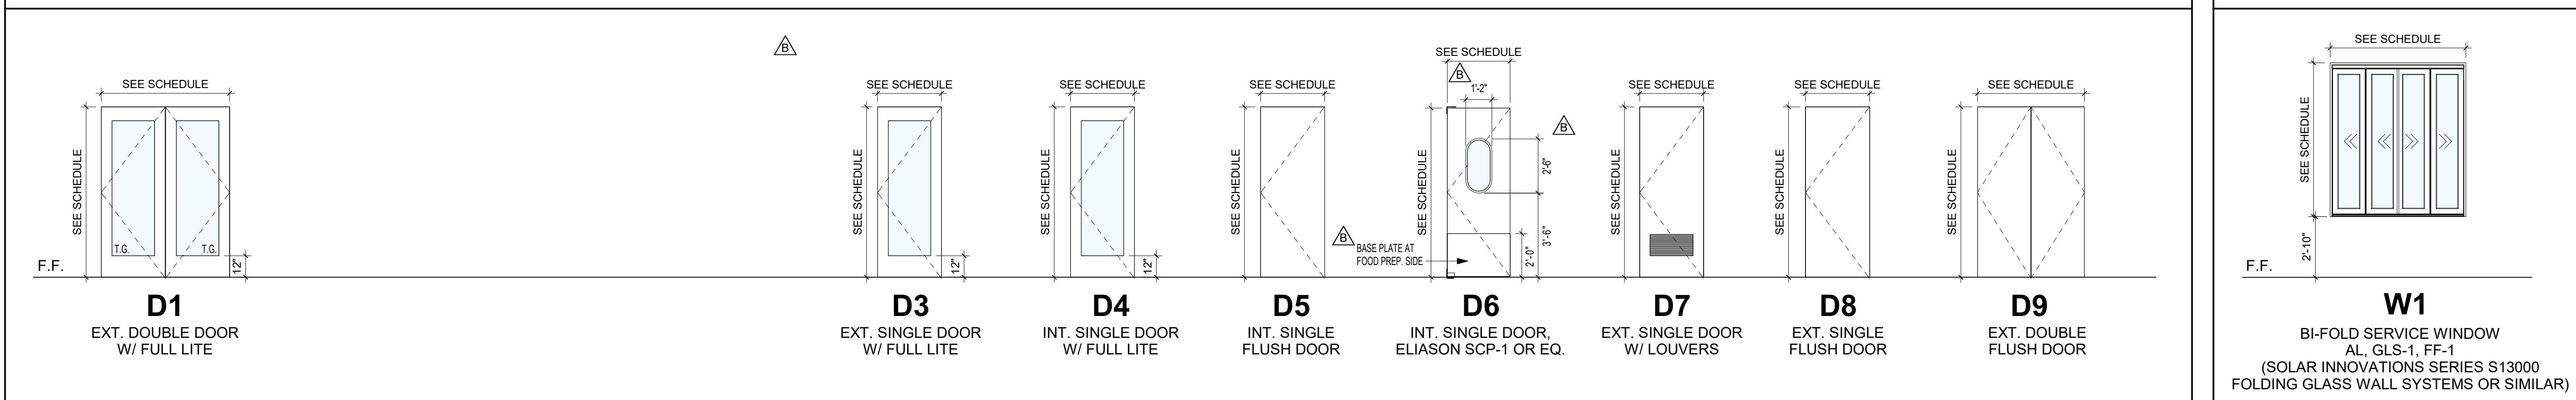 B
SEE SCHEDULE
SEE SCHEDULE
T.G.
T.G.
12"
F.F.
D1
EXT. DOUBLE DOOR
W/ FULL LITE
SEE SCHEDULE
SEE SCHEDULE
12"
D3
EXT. SINGLE DOOR
W/ FULL LITE
SEE SCHEDULE
SEE SCHEDULE
12"
D4
INT. SINGLE DOOR
W/ FULL LITE
SEE SCHEDULE
SEE SCHEDULE
D5
INT. SINGLE
FLUSH DOOR
SEE SCHEDULE
B
1'-2"
B
SEE SCHEDULE
2'-6"
3'-6"
2'-0"
B
BASE PLATE AT
FOOD PREP. SIDE
D6
INT. SINGLE DOOR,
ELIASON SCP-1 OR EQ.
SEE SCHEDULE
SEE SCHEDULE
D7
EXT. SINGLE DOOR
W/ LOUVERS
SEE SCHEDULE
SEE SCHEDULE
D8
EXT. SINGLE
FLUSH DOOR
SEE SCHEDULE
SEE SCHEDULE
D9
EXT. DOUBLE
FLUSH DOOR
SEE SCHEDULE
SEE SCHEDULE
2'-10"
F.F.
W1
BI-FOLD SERVICE WINDOW
AL, GLS-1, FF-1
(SOLAR INNOVATIONS SERIES S13000
FOLDING GLASS WALL SYSTEMS OR SIMILAR)